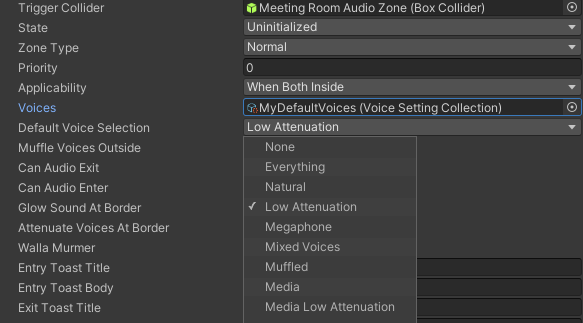 Trigger Collider Meeting Room Audio Zone (Box Collider)
State Uninitialized
Zone Type Normal
Priority 0
Applicability When Both Inside
Voices MyDefaultVoices (Voice Setting Collection)
Default Voice Selection Low Attenuation
Muffle Voices Outside None
Can Audio Exit Everything
Can Audio Enter Natural
Glow Sound At Border Low Attenuation
Attenuate Voices At Border Megaphone
Walla Murmer Mixed Voices
Entry Toast Title Muffled
Entry Toast Body Media
Exit Toast Title Media Low Attenuation